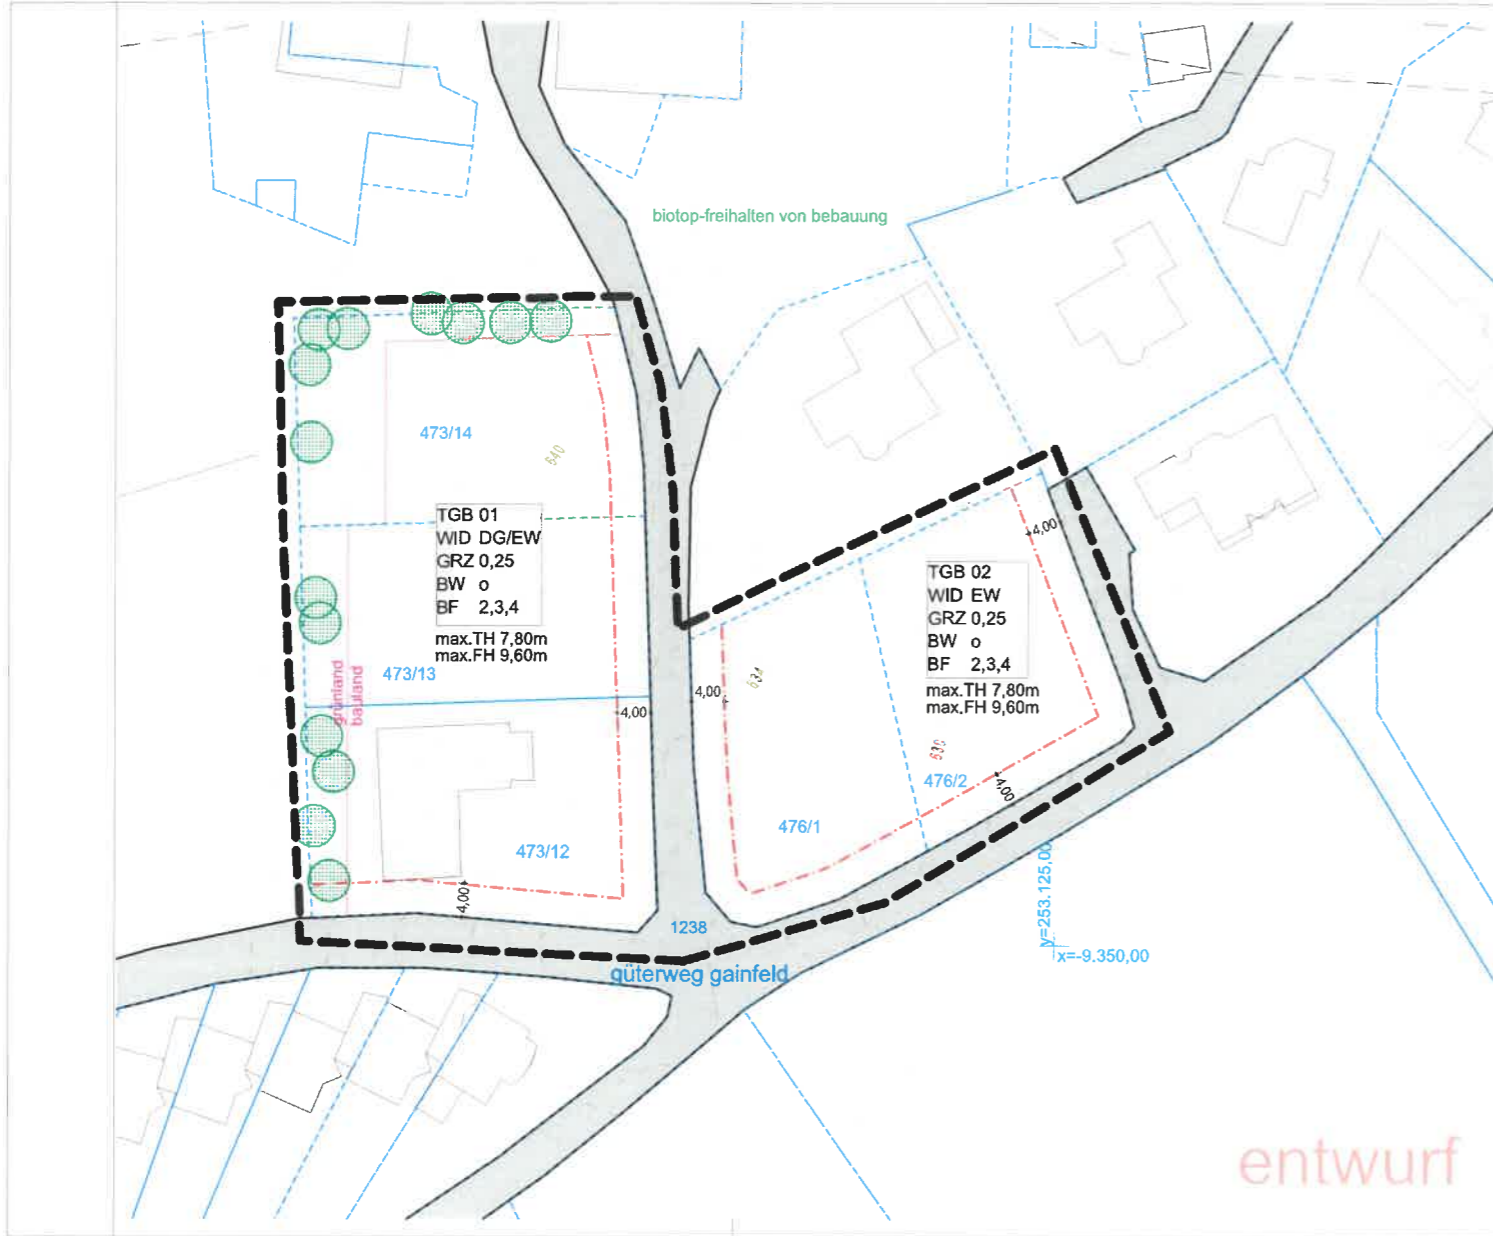 biotop-freihalten von bebauung
473/14
640
TGB 01
WID DG/EW
GRZ 0,25
BW o
BF 2,3,4
max.TH 7,80m
max.FH 9,60m
473/13
grünland
bauland
4,00
473/12
4,00
4,00
634
4,00
TGB 02
WID EW
GRZ 0,25
BW o
BF 2,3,4
max.TH 7,80m
max.FH 9,60m
630
476/2
4,00
476/1
1238
güterweg gainfeld
y=253.125,00
x=-9.350,00
entwurf